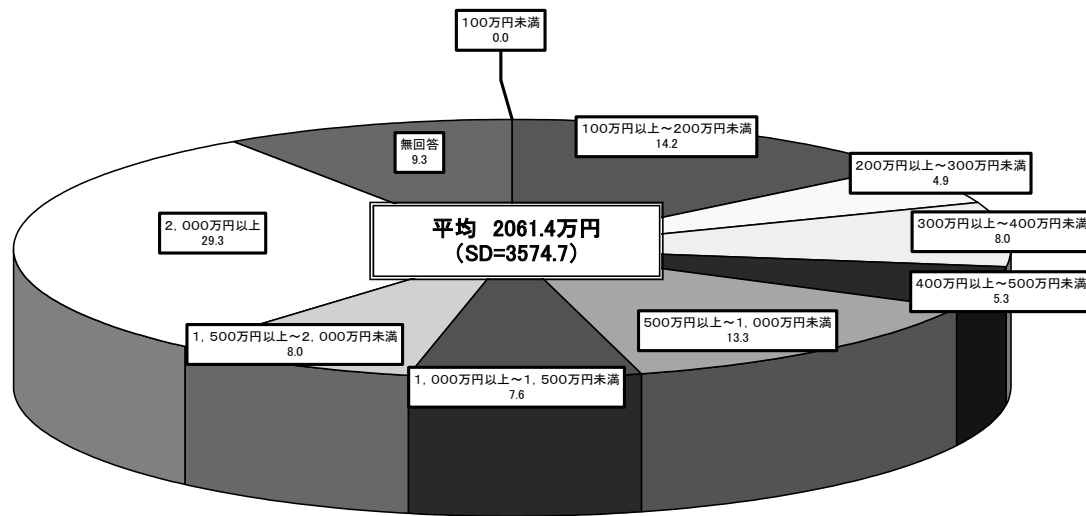 100万円未満
0.0
100万円以上～200万円未満
14.2
無回答
9.3
200万円以上～300万円未満
4.9
2，000万円以上
29.3
平均 2061.4万円
（SD=3574.7）
300万円以上～400万円未満
8.0
400万円以上～500万円未満
5.3
500万円以上～1，000万円未満
13.3
1，500万円以上～2，000万円未満
8.0
1，000万円以上～1，500万円未満
7.6